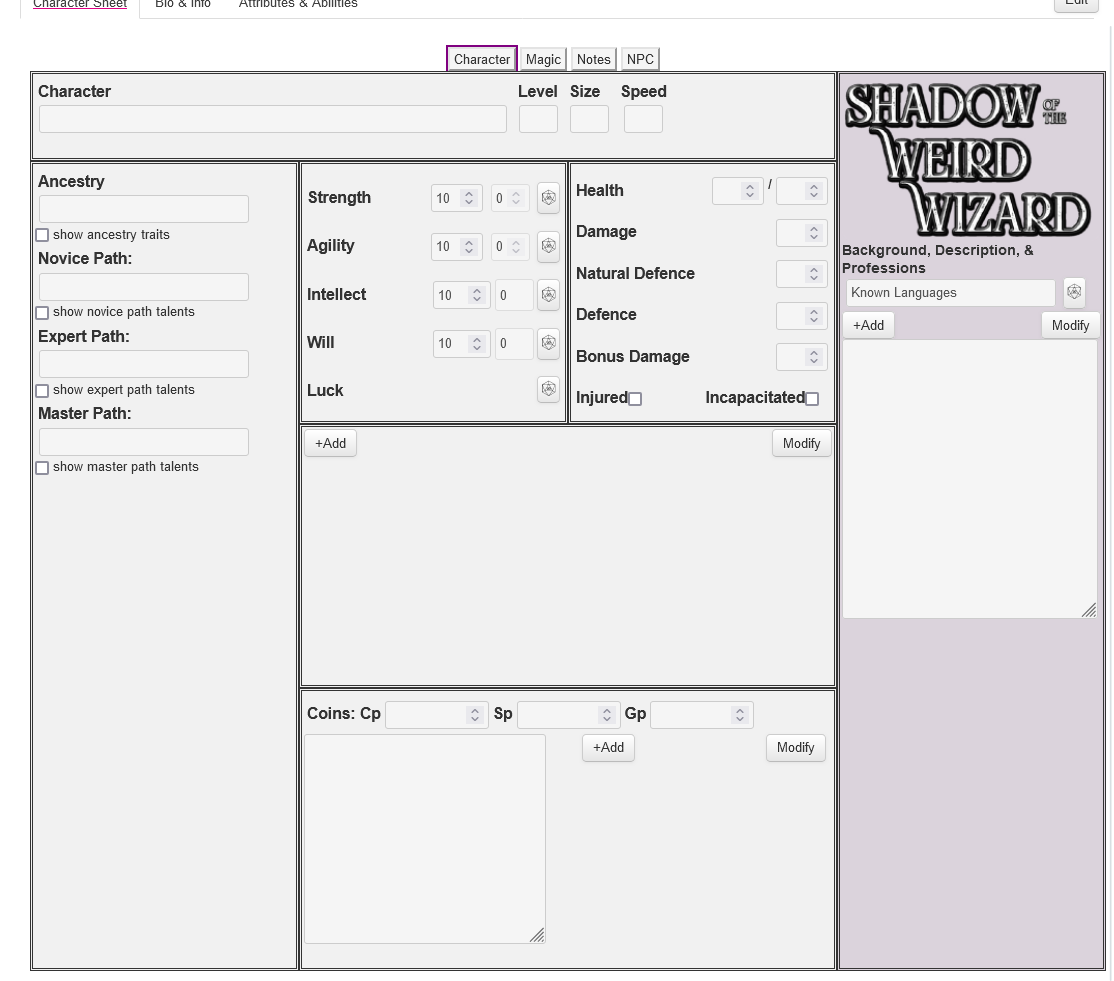 Character Sheet Bio & Info Attributes & Abilities Edit
Character Magic Notes NPC
Character Level Size Speed
SHADOW OF THE
WEIRD
WIZARD
Ancestry
show ancestry traits
Novice Path:
show novice path talents
Expert Path:
show expert path talents
Master Path:
show master path talents
Strength 10 0
Agility 10 0
Intellect 10 0
Will 10 0
Luck
Health /
Damage
Natural Defence
Defence
Bonus Damage
Injured Incapacitated
+Add Modify
Coins: Cp Sp Gp
+Add Modify
Background, Description, &
Professions
Known Languages
+Add Modify